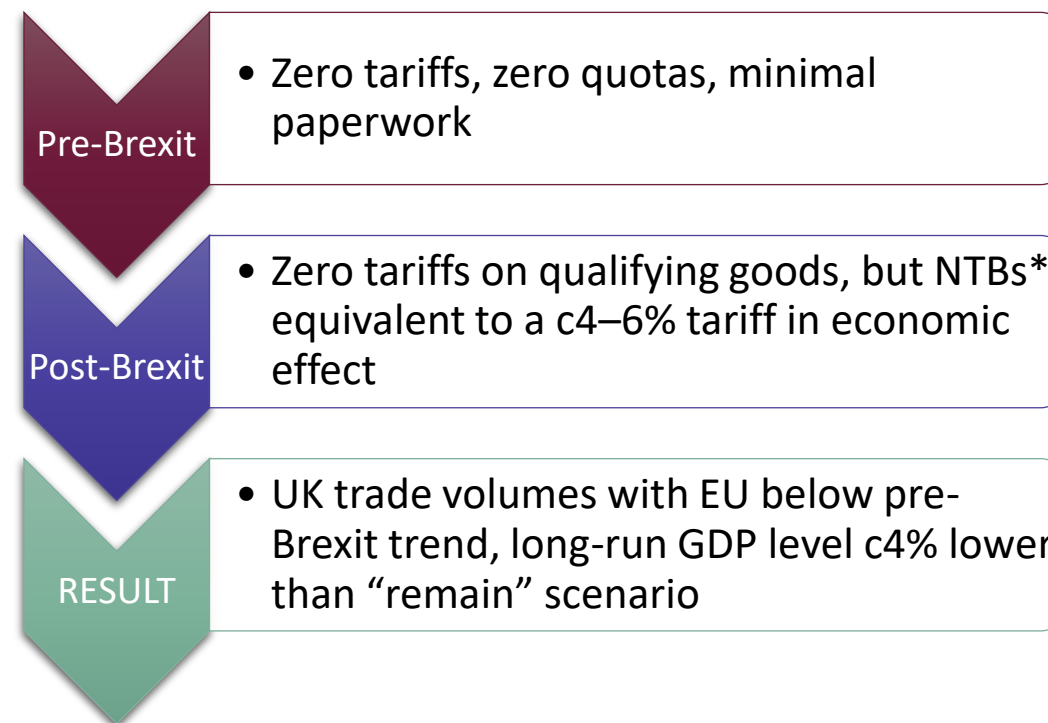 Pre-Brexit
• Zero tariffs, zero quotas, minimal
paperwork
Post-Brexit
• Zero tariffs on qualifying goods, but NTBs*
equivalent to a c4–6% tariff in economic
effect
RESULT
• UK trade volumes with EU below pre-
Brexit trend, long-run GDP level c4% lower
than “remain” scenario